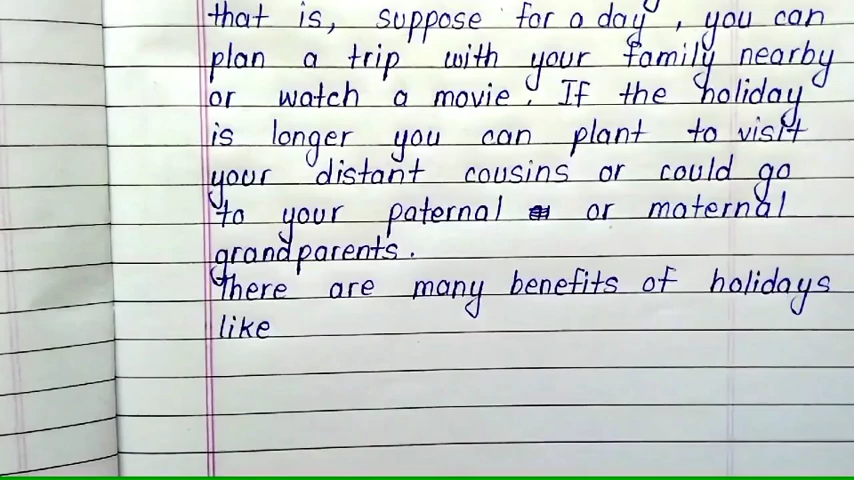 that is, suppose for a day, you can
plan a trip with your family nearby
or watch a movie. If the holiday
is longer you can plant to visit
your distant cousins or could go
to your paternal or maternal
grandparents.
There are many benefits of holidays
like